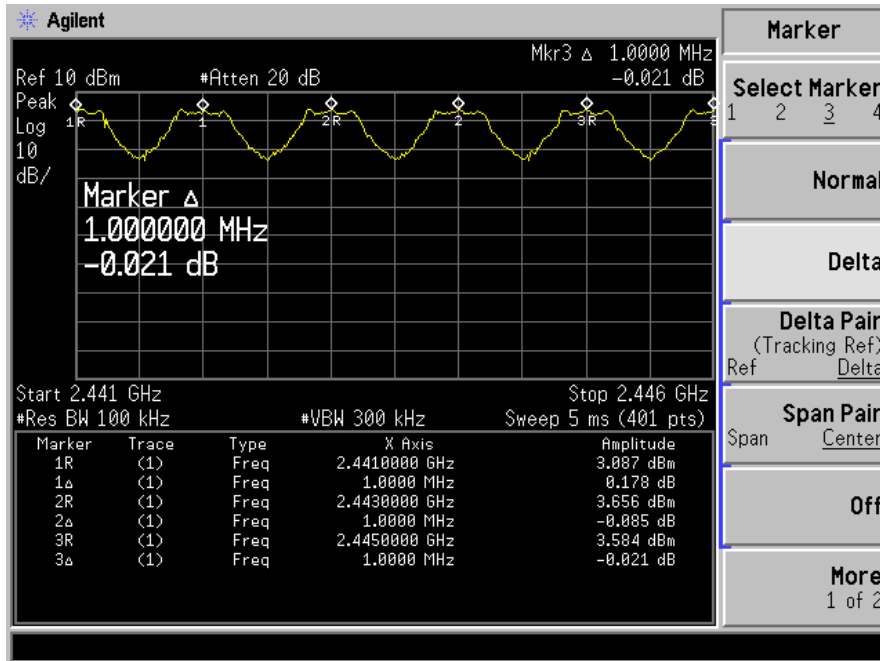 Agilent
Marker
Mkr3 Δ 1.0000 MHz
Ref 10 dBm #Atten 20 dB -0.021 dB
Peak
Log
10
dB/
1R 1 2R 2 3R 3
Marker Δ
1.000000 MHz
-0.021 dB
Start 2.441 GHz Stop 2.446 GHz
#Res BW 100 kHz #VBW 300 kHz Sweep 5 ms (401 pts)
Marker Trace Type X Axis Amplitude
1R (1) Freq 2.4410000 GHz 3.087 dBm
1Δ (1) Freq 1.0000 MHz 0.178 dB
2R (1) Freq 2.4430000 GHz 3.656 dBm
2Δ (1) Freq 1.0000 MHz -0.085 dB
3R (1) Freq 2.4450000 GHz 3.584 dBm
3Δ (1) Freq 1.0000 MHz -0.021 dB
Select Marker
1 2 3 4
Normal
Delta
Delta Pair
(Tracking Ref)
Ref Delta
Span Pair
Span Center
Off
More
1 of 2